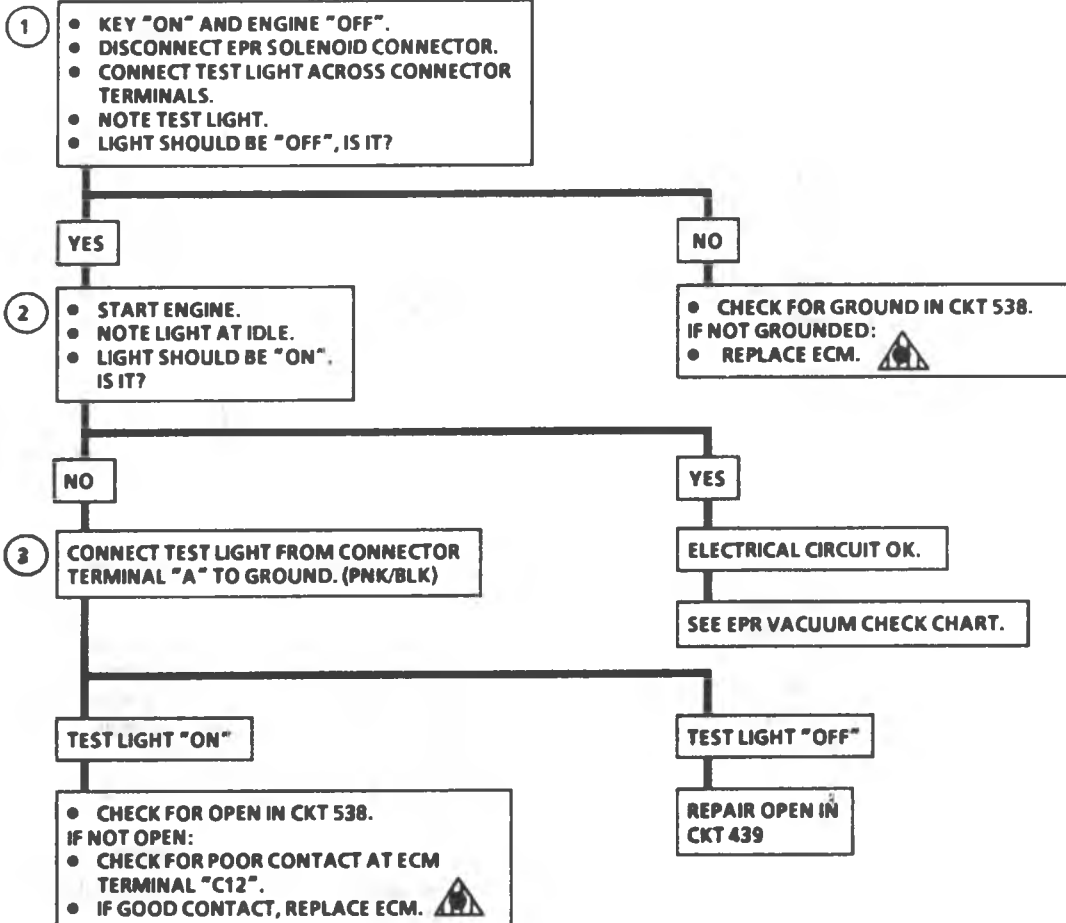 1
● KEY "ON" AND ENGINE "OFF".
● DISCONNECT EPR SOLENOID CONNECTOR.
● CONNECT TEST LIGHT ACROSS CONNECTOR
TERMINALS.
● NOTE TEST LIGHT.
● LIGHT SHOULD BE "OFF", IS IT?
YES
NO
2
● START ENGINE.
● NOTE LIGHT AT IDLE.
● LIGHT SHOULD BE "ON".
IS IT?
● CHECK FOR GROUND IN CKT 538.
IF NOT GROUNDED:
● REPLACE ECM.
NO
YES
3
CONNECT TEST LIGHT FROM CONNECTOR
TERMINAL "A" TO GROUND. (PNK/BLK)
ELECTRICAL CIRCUIT OK.
SEE EPR VACUUM CHECK CHART.
TEST LIGHT "ON"
TEST LIGHT "OFF"
● CHECK FOR OPEN IN CKT 538.
IF NOT OPEN:
● CHECK FOR POOR CONTACT AT ECM
TERMINAL "C12".
● IF GOOD CONTACT, REPLACE ECM.
REPAIR OPEN IN
CKT 439